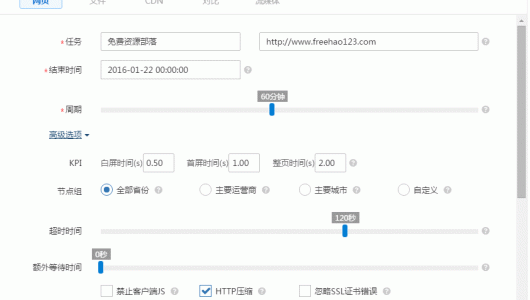 网页 文件 CDN 对比 流媒体
*任务 免费资源部落 http://www.freehao123.com ?
*结束时间 2016-01-22 00:00:00 ?
60分钟
*周期 ?
高级选项
KPI 白屏时间(s) 0.50 首屏时间(s) 1.00 整页时间(s) 2.00 ?
节点组 全部省份 ? 主要运营商 ? 主要城市 ? 自定义 ?
120秒
超时时间 ?
0秒
额外等待时间 ?
禁止客户端JS ? HTTP压缩 ? 忽略SSL证书错误 ?